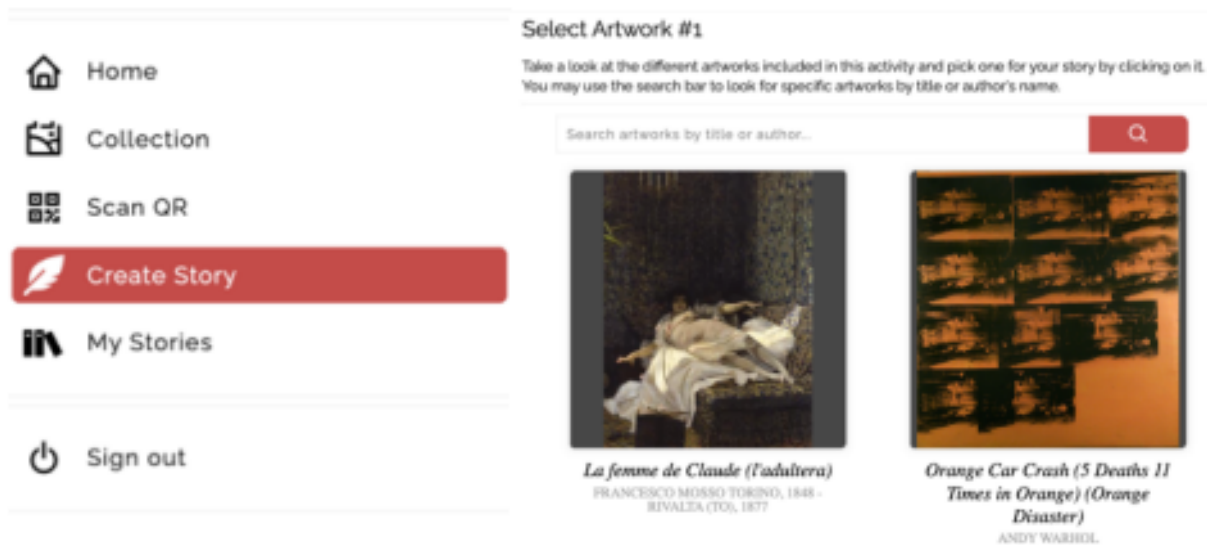 Home
Collection
Scan QR
Create Story
My Stories
Sign out
Select Artwork #1
Take a look at the different artworks included in this activity and pick one for your story by clicking on it.
You may use the search bar to look for specific artworks by title or author's name.
Search artworks by title or author...
La femme de Claude (l'adultera)
FRANCESCO MOSSO TORINO, 1848 -
RIVALTA (TO), 1877
Orange Car Crash (5 Deaths 11
Times in Orange) (Orange
Disaster)
ANDY WARHOL